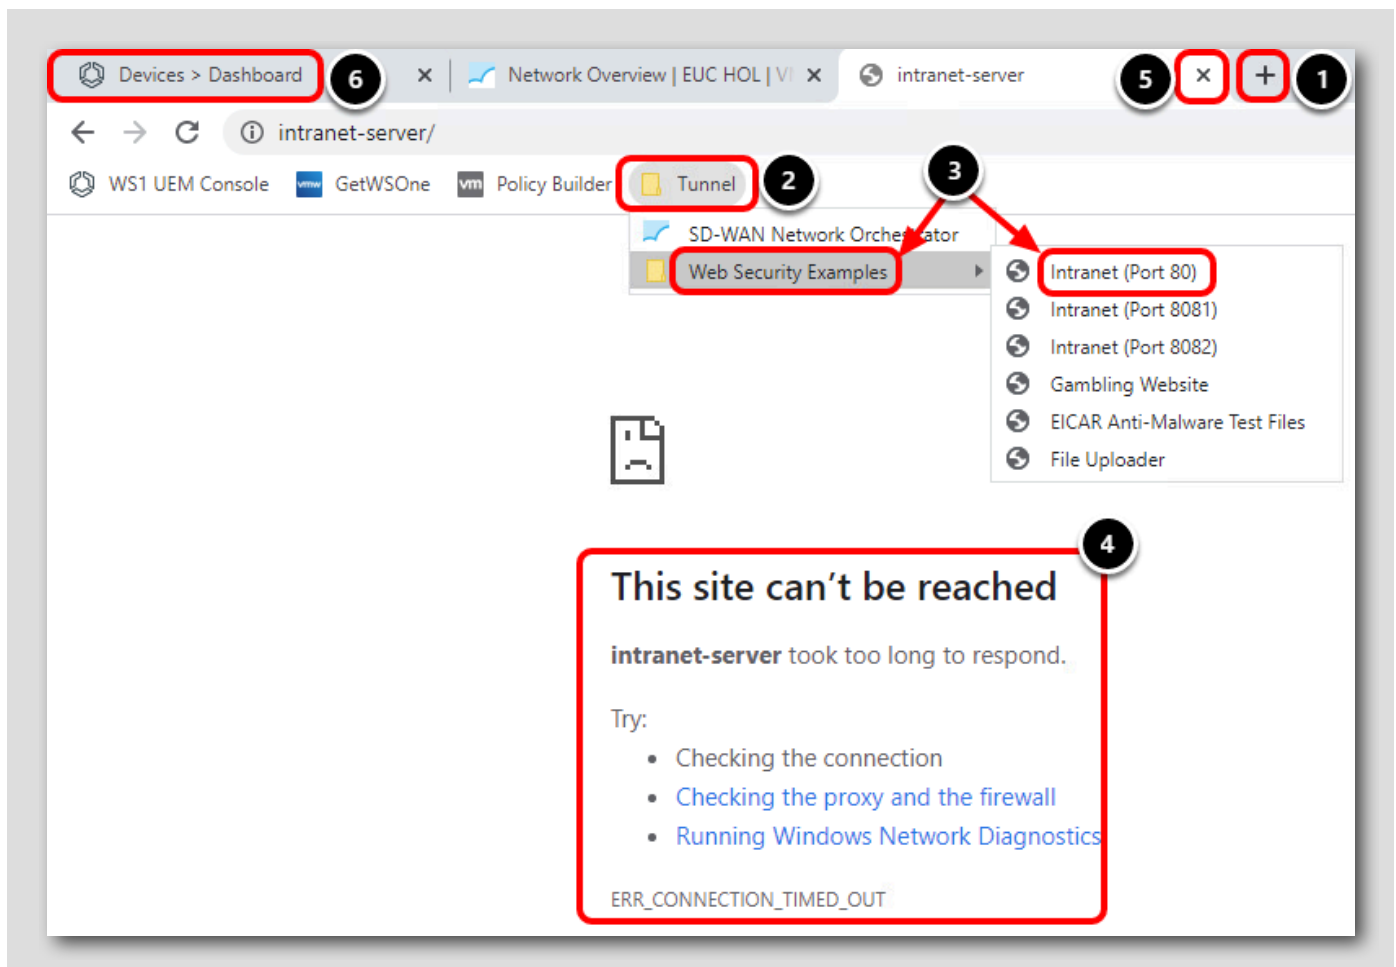 Devices > Dashboard 6 Network Overview | EUC HOL | VM intranet-server 5 1
intranet-server/
WS1 UEM Console vmw GetWSOne vm Policy Builder Tunnel 2 3
SD-WAN Network Orchestrator
Web Security Examples Intranet (Port 80)
Intranet (Port 8081)
Intranet (Port 8082)
Gambling Website
EICAR Anti-Malware Test Files
File Uploader
4
This site can't be reached
intranet-server took too long to respond.
Try:
• Checking the connection
• Checking the proxy and the firewall
• Running Windows Network Diagnostics
ERR_CONNECTION_TIMED_OUT